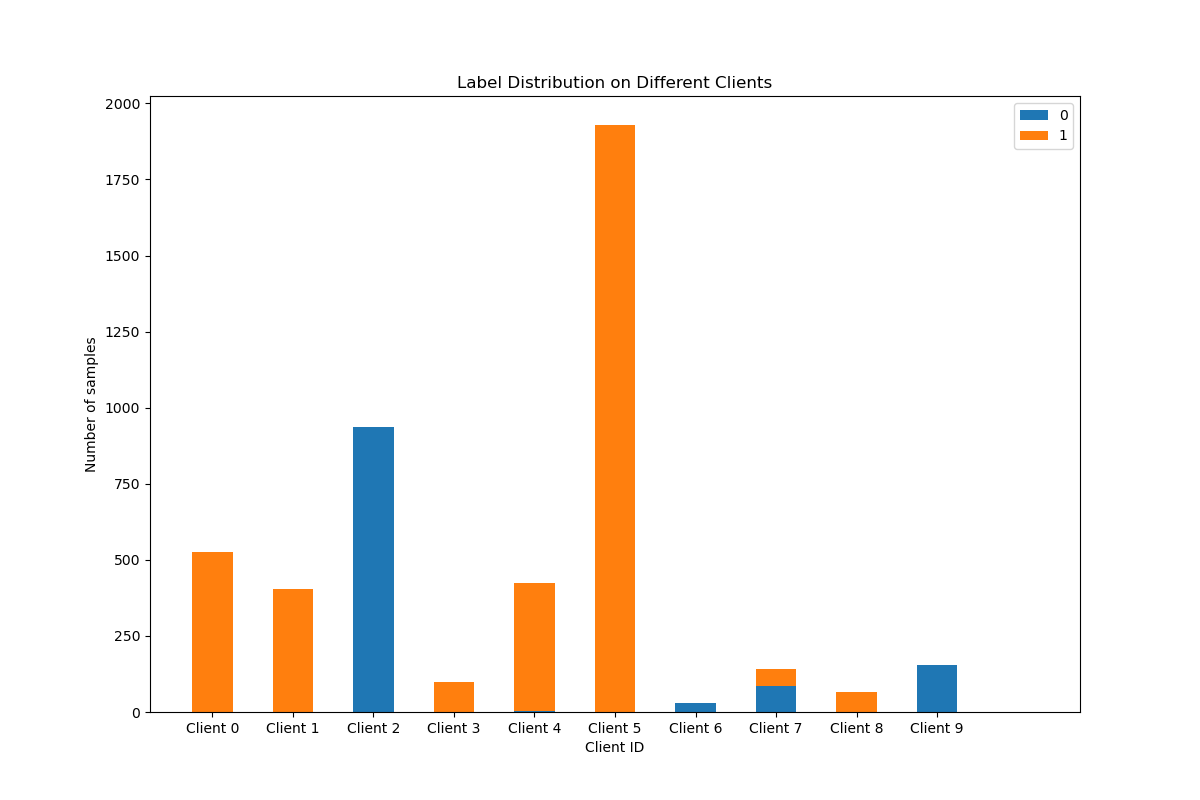 Label Distribution on Different Clients
2000
1750
1500
1250
1000
750
500
250
0
Number of samples
0
1
Client 0 Client 1 Client 2 Client 3 Client 4 Client 5 Client 6 Client 7 Client 8 Client 9
Client ID